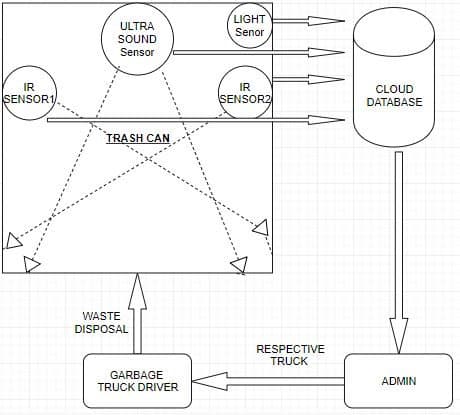 ULTRA
SOUND
Sensor
LIGHT
Senor
IR
SENSOR1
IR
SENSOR2
CLOUD
DATABASE
TRASH CAN
WASTE
DISPOSAL
RESPECTIVE
TRUCK
GARBAGE
TRUCK DRIVER
ADMIN